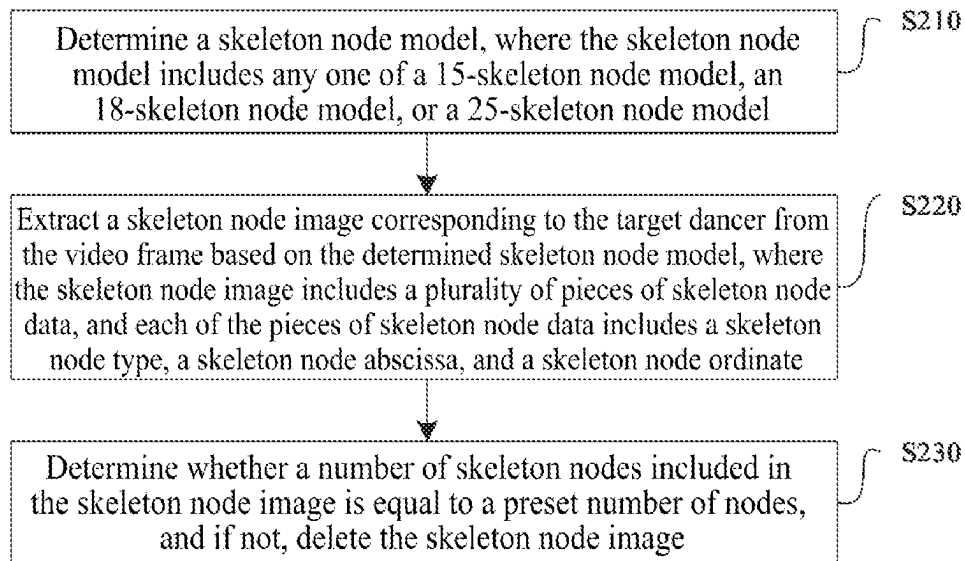 S210
Determine a skeleton node model, where the skeleton node
model includes any one of a 15-skeleton node model, an
18-skeleton node model, or a 25-skeleton node model
S220
Extract a skeleton node image corresponding to the target dancer from
the video frame based on the determined skeleton node model, where
the skeleton node image includes a plurality of pieces of skeleton node
data, and each of the pieces of skeleton node data includes a skeleton
node type, a skeleton node abscissa, and a skeleton node ordinate
S230
Determine whether a number of skeleton nodes included in
the skeleton node image is equal to a preset number of nodes,
and if not, delete the skeleton node image